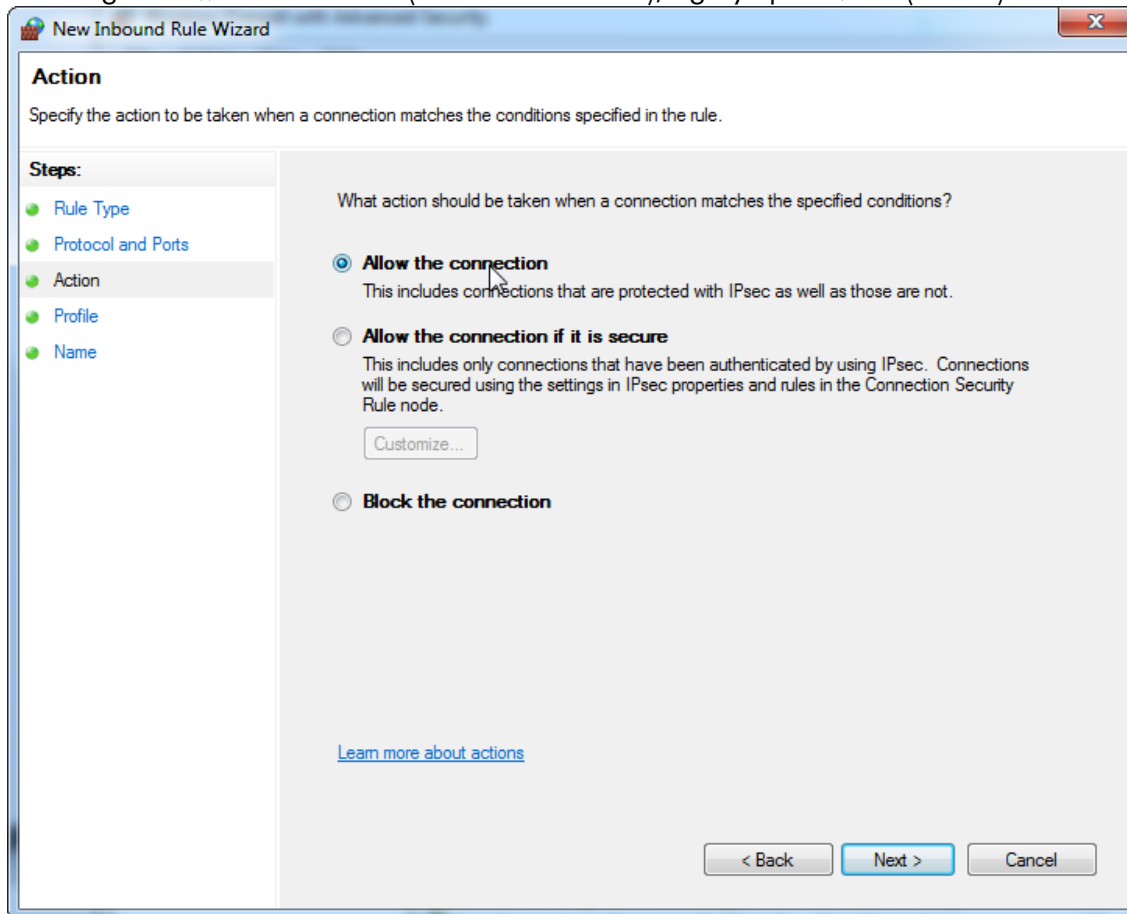 New Inbound Rule Wizard
Action
Specify the action to be taken when a connection matches the conditions specified in the rule.
Steps:
Rule Type
Protocol and Ports
Action
Profile
Name
What action should be taken when a connection matches the specified conditions?
Allow the connection
This includes connections that are protected with IPsec as well as those are not.
Allow the connection if it is secure
This includes only connections that have been authenticated by using IPsec. Connections
will be secured using the settings in IPsec properties and rules in the Connection Security
Rule node.
Customize...
Block the connection
Learn more about actions
< Back
Next >
Cancel